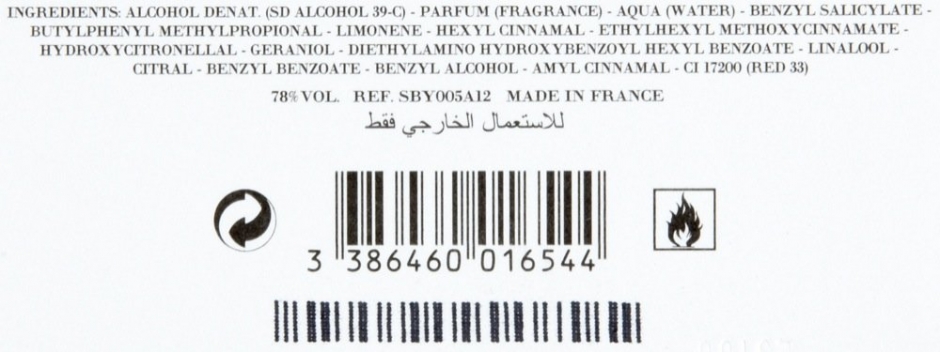 INGREDIENTS: ALCOHOL DENAT. (SD ALCOHOL 39-C) - PARFUM (FRAGRANCE) - AQUA (WATER) - BENZYL SALICYLATE -
BUTYLPHENYL METHYLPROPIONAL - LIMONENE - HEXYL CINNAMAL - ETHYLHEXYL METHOXYCINNAMATE -
HYDROXYCITRONELLAL - GERANIOL - DIETHYLAMINO HYDROXYBENZOYL HEXYL BENZOATE - LINALOOL -
CITRAL - BENZYL BENZOATE - BENZYL ALCOHOL - AMYL CINNAMAL - CI 17200 (RED 33)
78% VOL. REF. SBY005A12 MADE IN FRANCE
للاستعمال الخارجي فقط
3 386460 016544